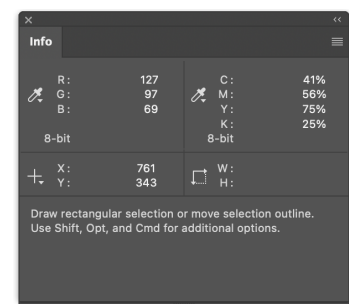 Info
R: 127 C: 41%
G: 97 M: 56%
B: 69 Y: 75%
K: 25%
8-bit 8-bit
X: 761 W:
Y: 343 H:
Draw rectangular selection or move selection outline.
Use Shift, Opt, and Cmd for additional options.